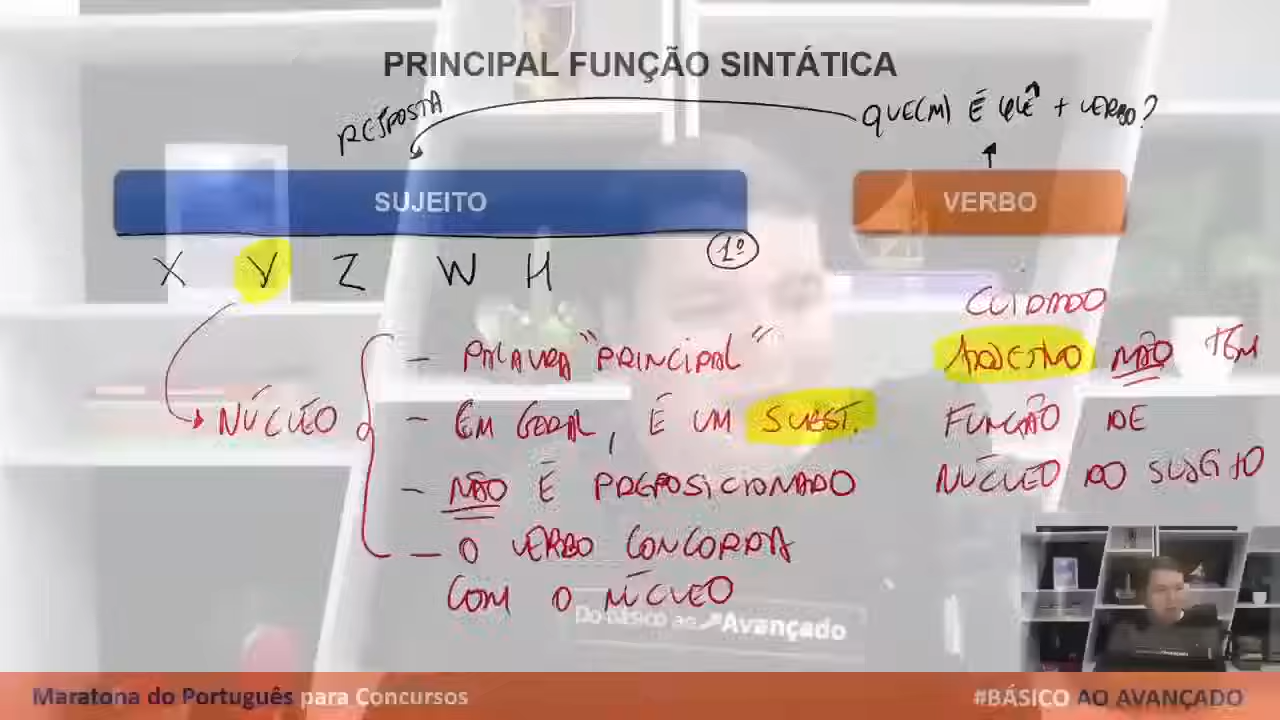 PRINCIPAL FUNÇÃO SINTÁTICA
RESPOSTA
QUE(M) É QUÊ + VERBO?
SUJEITO
VERBO
1º
X Y Z W H
CUIDADO
ADJETIVO NÃO TEM
FUNÇÃO DE
NÚCLEO DO SUJEITO
NÚCLEO
- PALAVRA "PRINCIPAL"
- EM GERAL, É UM SUBST.
- NÃO É PREPOSICIONADO
- O VERBO CONCORDA
COM O NÚCLEO
Do básico ao Avançado
Maratona do Português para Concursos
#BÁSICO AO AVANÇADO